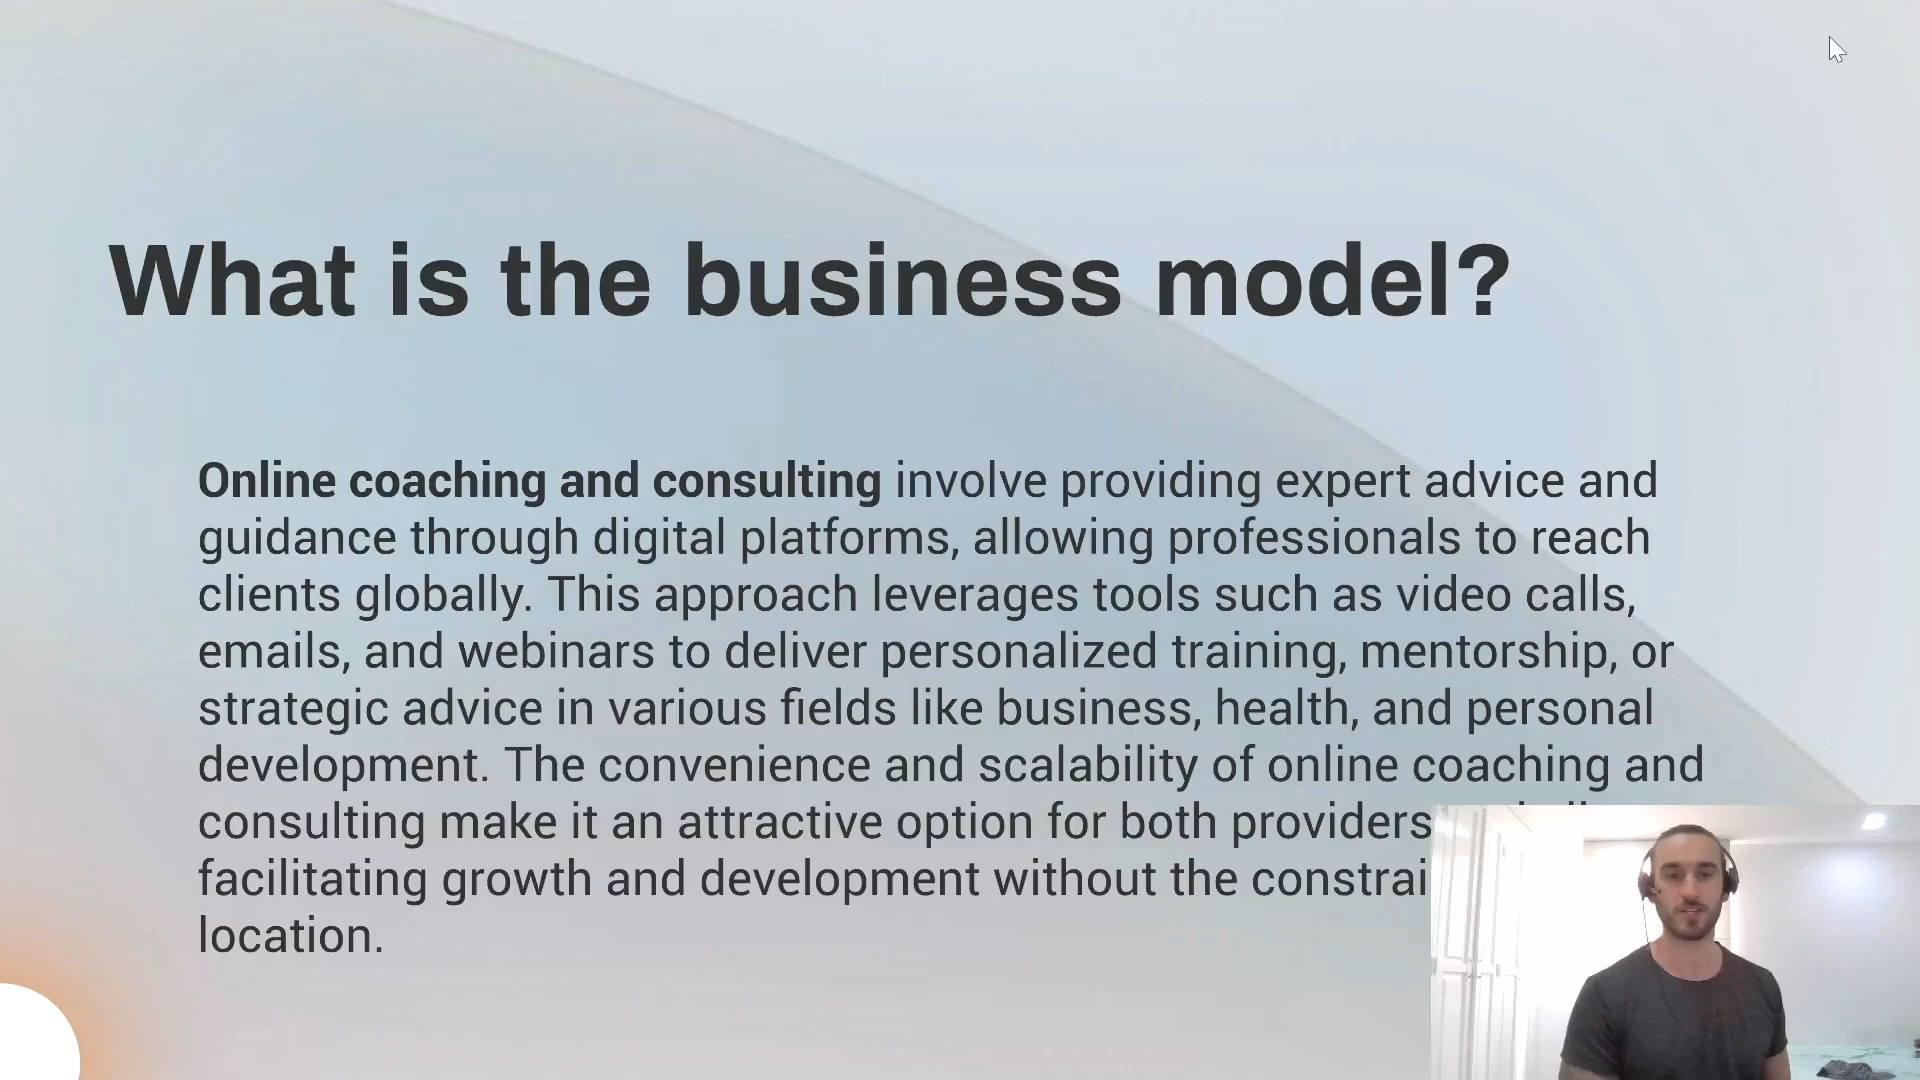 What is the business model?
Online coaching and consulting involve providing expert advice and
guidance through digital platforms, allowing professionals to reach
clients globally. This approach leverages tools such as video calls,
emails, and webinars to deliver personalized training, mentorship, or
strategic advice in various fields like business, health, and personal
development. The convenience and scalability of online coaching and
consulting make it an attractive option for both providers
facilitating growth and development without the
location.